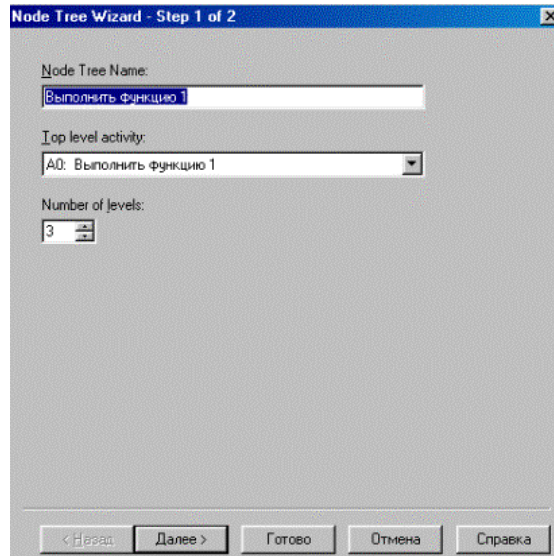 Node Tree Wizard - Step 1 of 2
Node Tree Name:
Выполнить функцию 1
Top level activity:
A0: Выполнить функцию 1
Number of levels:
3
< Назад Далее > Готово Отмена Справка